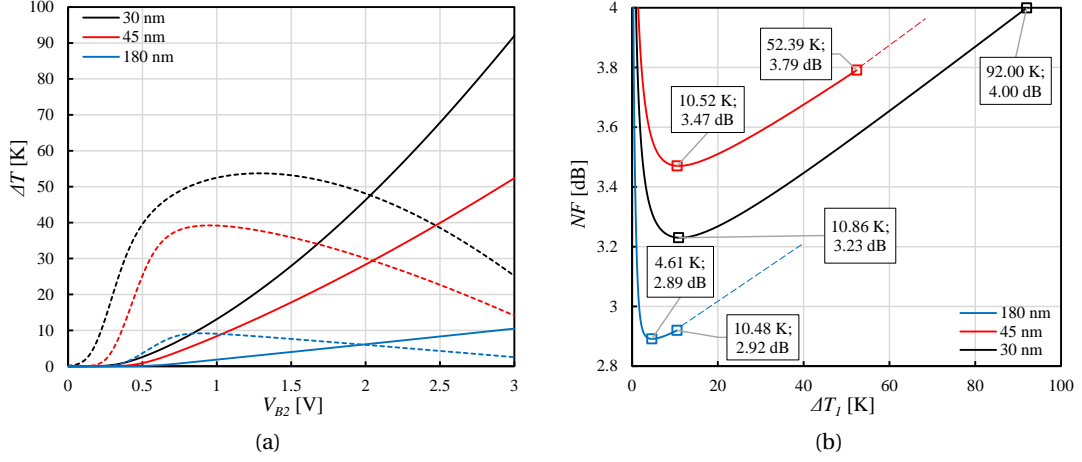 100
90
80
70
60
50
40
30
20
10
0
ΔT [K]
30 nm
45 nm
180 nm
0
0.5
1
1.5
2
2.5
3
V_B2 [V]
(a)
4
3.8
3.6
3.4
3.2
3
2.8
NF [dB]
52.39 K;
3.79 dB
92.00 K;
4.00 dB
10.52 K;
3.47 dB
10.86 K;
3.23 dB
4.61 K;
2.89 dB
10.48 K;
2.92 dB
180 nm
45 nm
30 nm
0
20
40
60
80
100
ΔT_1 [K]
(b)